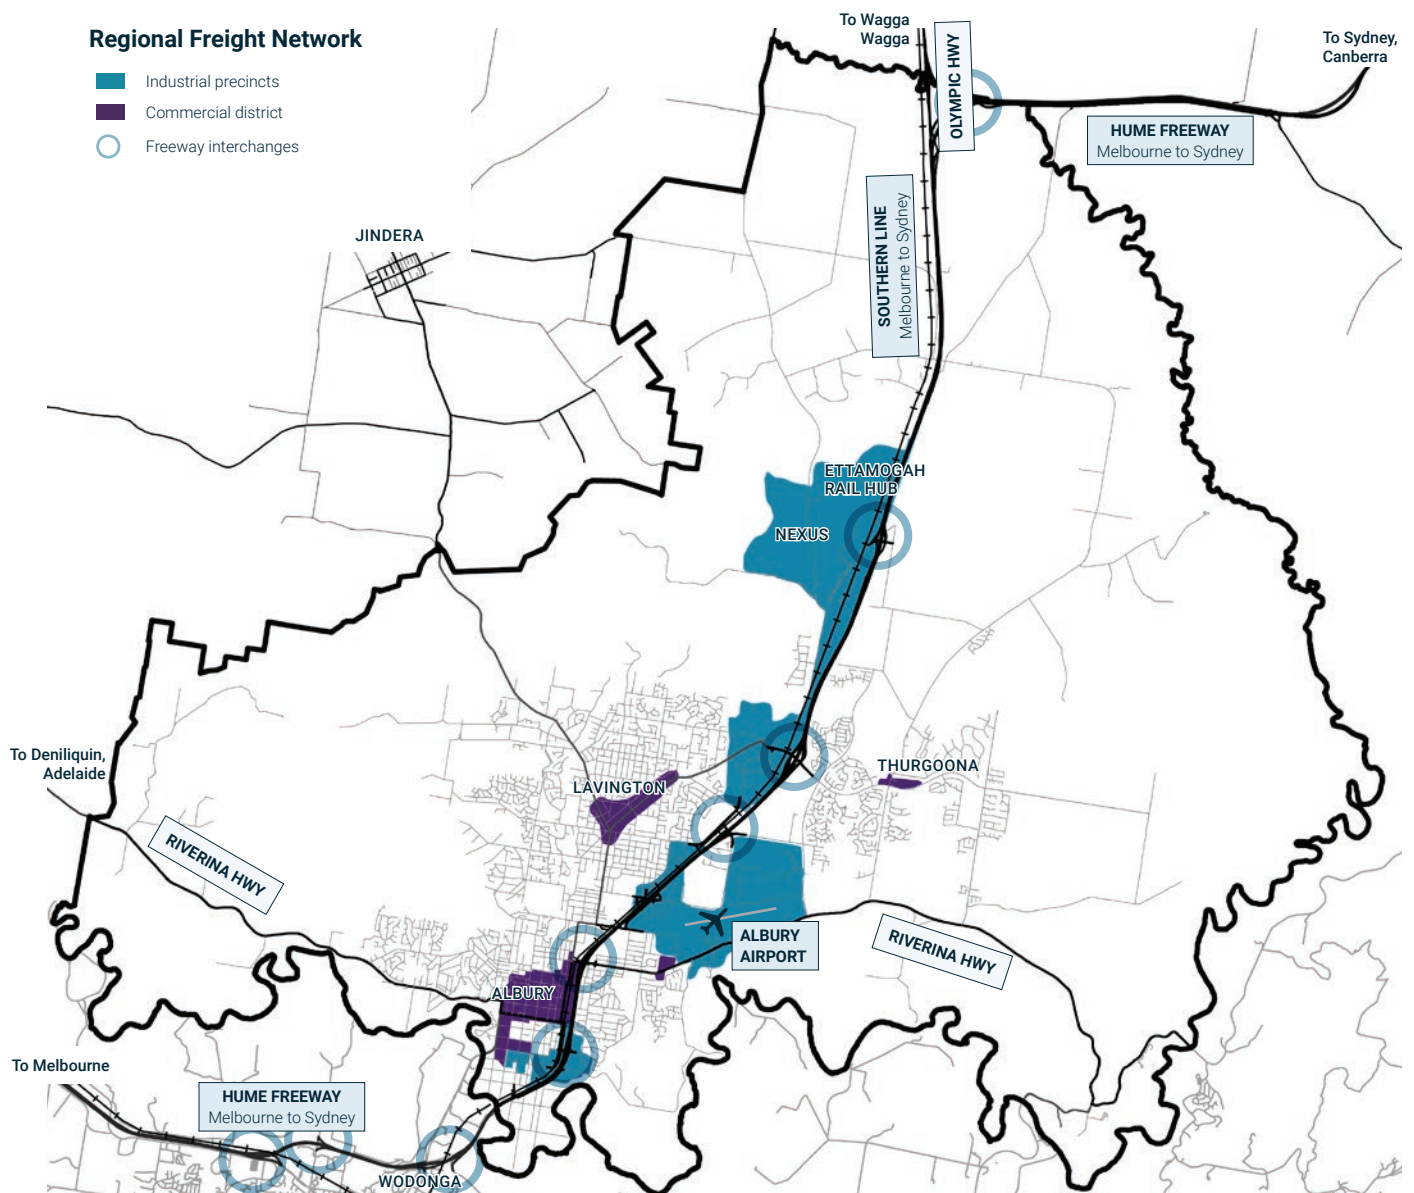 Regional Freight Network
Industrial precincts
Commercial district
Freeway interchanges
To Wagga
Wagga
OLYMPIC HWY
To Sydney,
Canberra
HUME FREEWAY
Melbourne to Sydney
SOUTHERN LINE
Melbourne to Sydney
JINDERA
ETTAMOGAH
RAIL HUB
NEXUS
To Deniliquin,
Adelaide
THURGOONA
LAVINGTON
RIVERINA HWY
ALBURY
AIRPORT
RIVERINA HWY
ALBURY
To Melbourne
HUME FREEWAY
Melbourne to Sydney
WODONGA